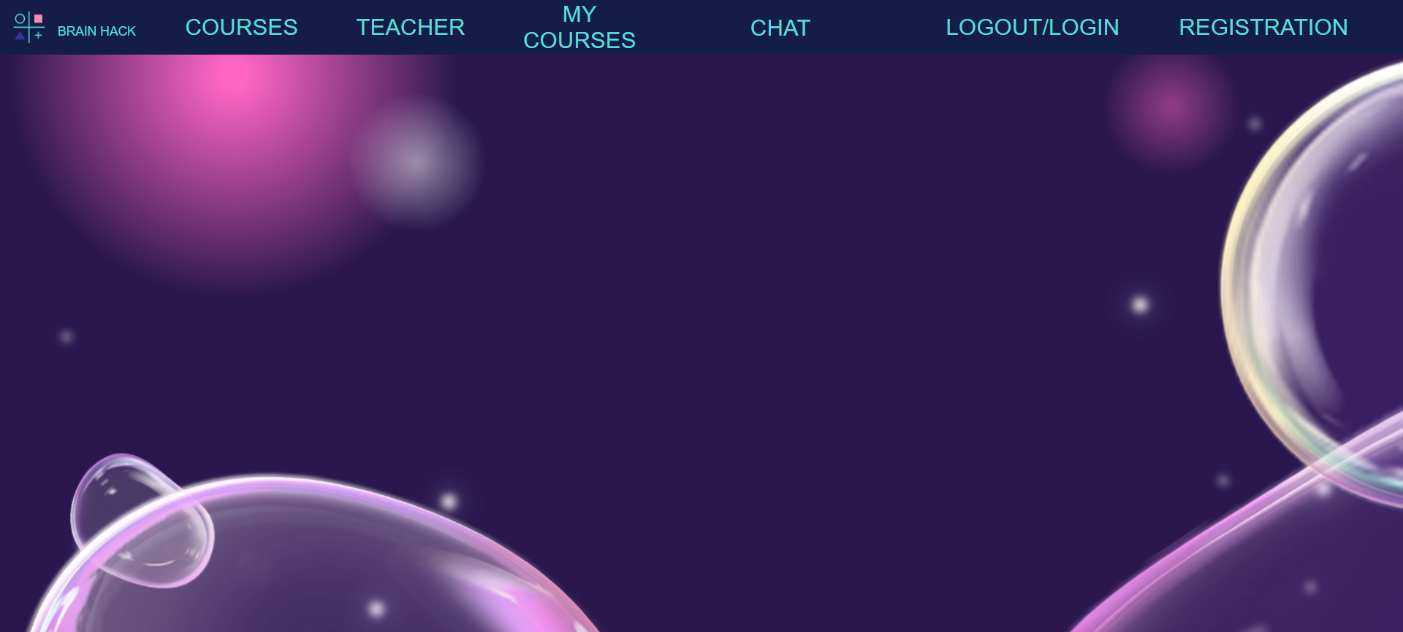 BRAIN HACK
COURSES
TEACHER
MY
COURSES
CHAT
LOGOUT/LOGIN
REGISTRATION